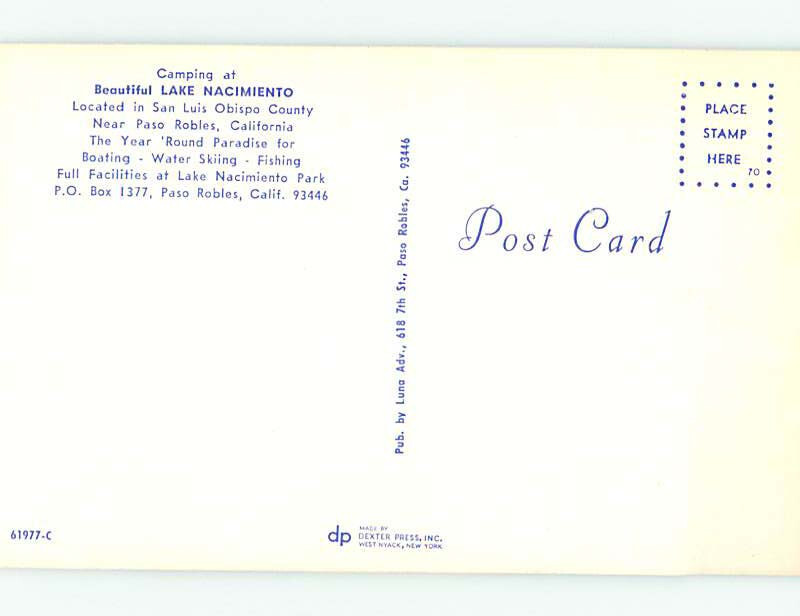 Camping at
Beautiful LAKE NACIMIENTO
Located in San Luis Obispo County
Near Paso Robles, California
The Year 'Round Paradise for
Boating - Water Skiing - Fishing
Full Facilities at Lake Nacimiento Park
P.O. Box 1377, Paso Robles, Calif. 93446
Pub. by Luna Adv., 618 7th St., Paso Robles, Ca. 93446
PLACE
STAMP
HERE
70
Post Card
61977-C
dp
MADE BY
DEXTER PRESS, INC.
WEST NYACK, NEW YORK